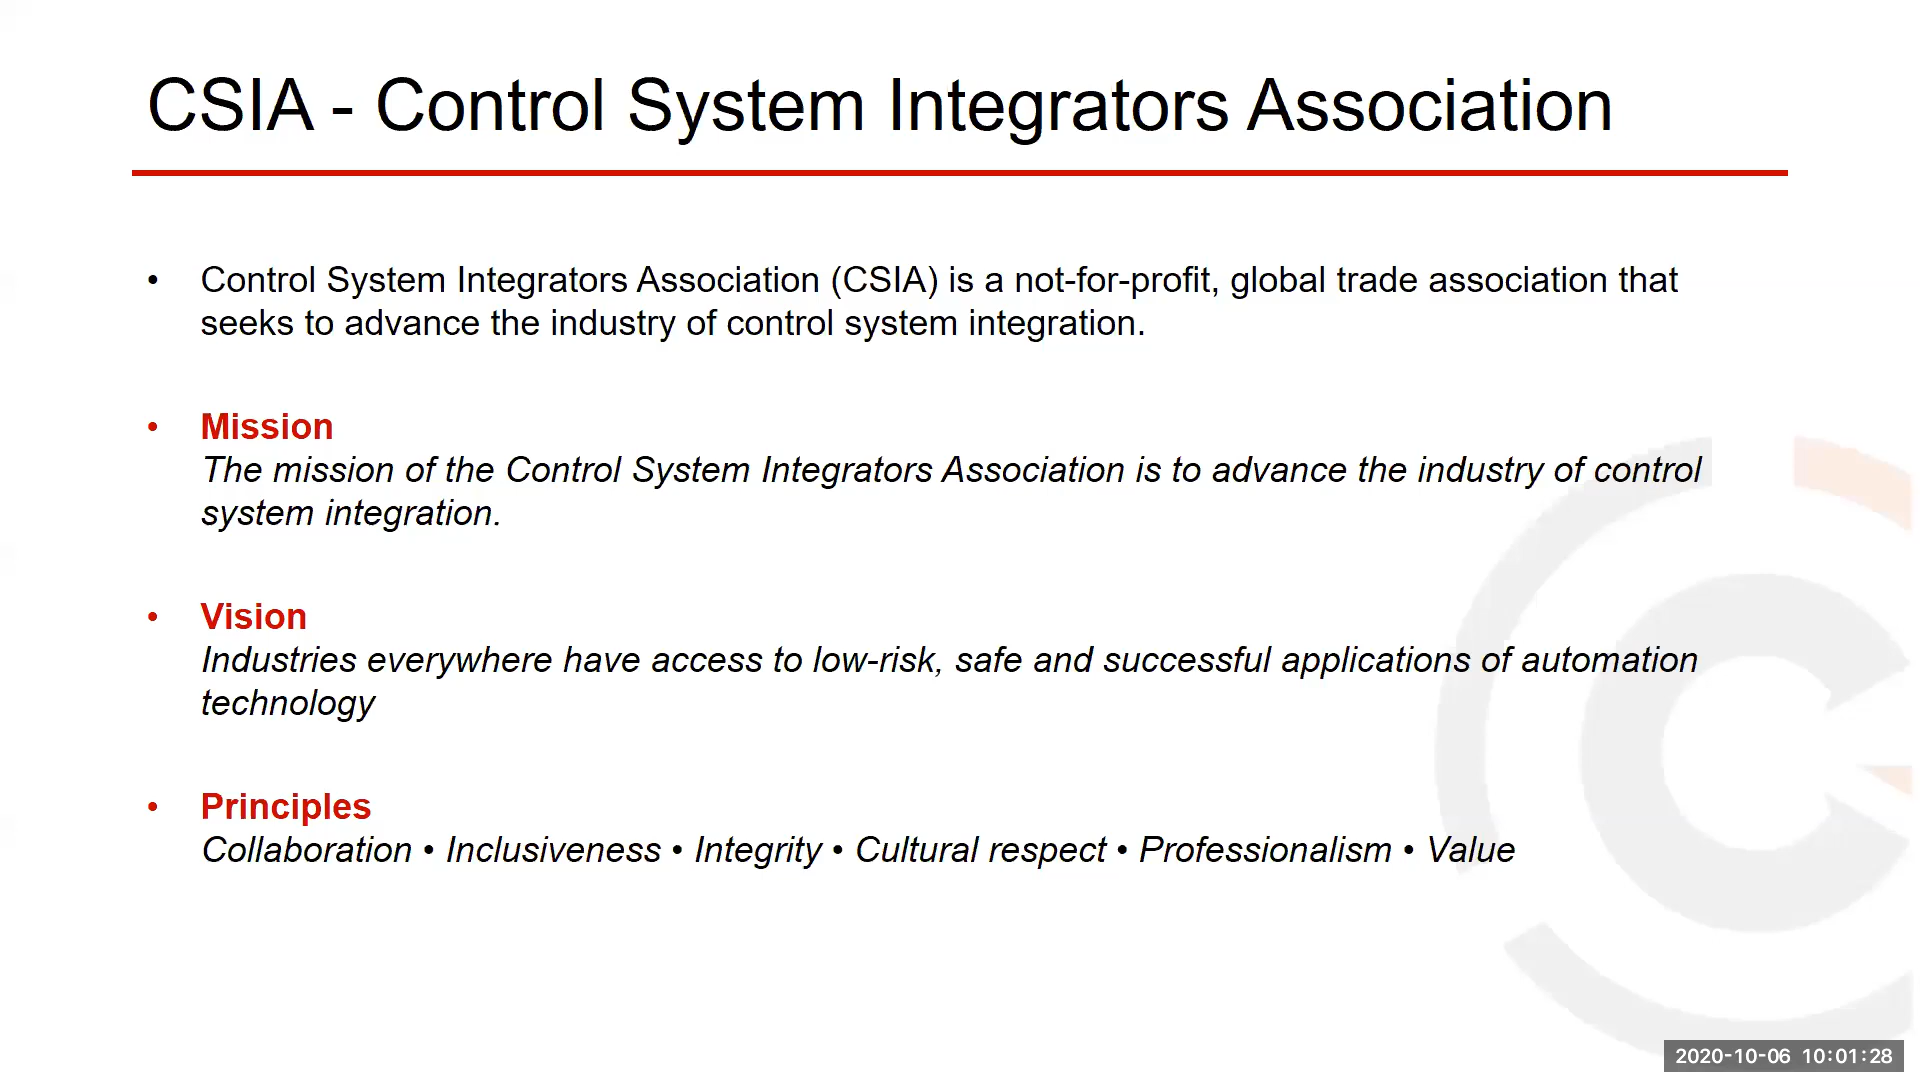 CSIA - Control System Integrators Association
• Control System Integrators Association (CSIA) is a not-for-profit, global trade association that
seeks to advance the industry of control system integration.
• Mission
The mission of the Control System Integrators Association is to advance the industry of control
system integration.
• Vision
Industries everywhere have access to low-risk, safe and successful applications of automation
technology
• Principles
Collaboration • Inclusiveness • Integrity • Cultural respect • Professionalism • Value
2020-10-06 10:01:28